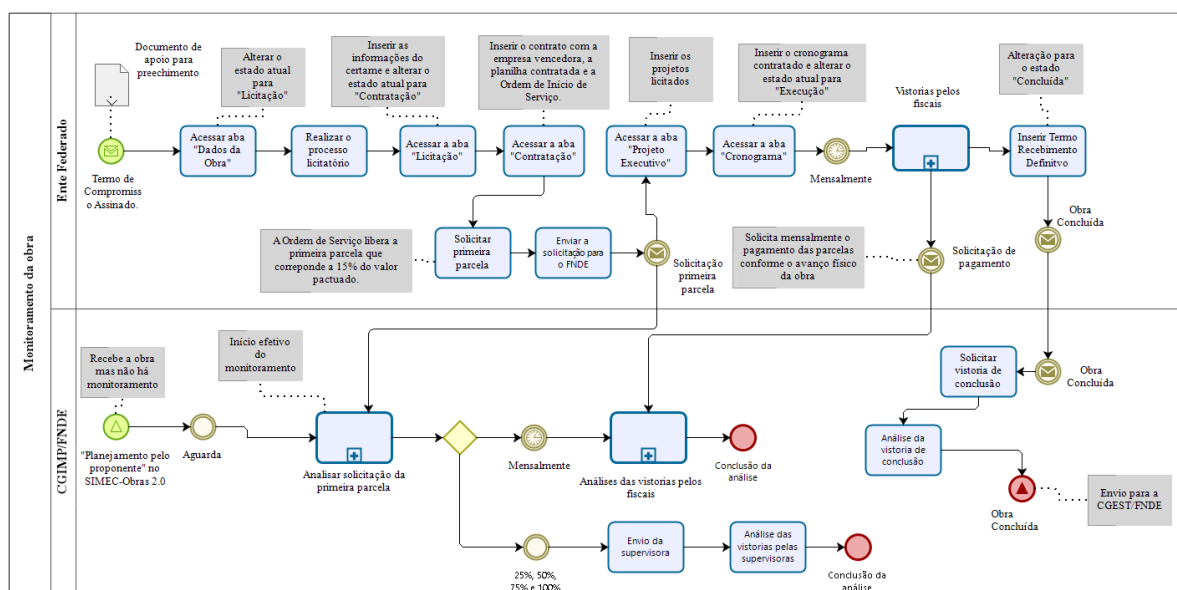 Monitoramento da obra
Ente Federado
Documento de
apoio para
preechimento
Alterar o
estado atual
para
"Licitação"
Inserir as
informações do
certame e alterar o
estado atual para
"Contratação"
Inserir o contrato com a
empresa vencedora, a
planilha contratada e a
Ordem de Início de
Serviço.
Inserir os
projetos
licitados
Inserir o cronograma
contratado e alterar o
estado atual para
"Execução"
Vistorias pelos
fiscais
Alteração para
o estado
"Concluída"
Termo de
Compromiss
o Assinado.
Acessar aba
"Dados da
Obra"
Realizar o
processo
licitatório
Acessar a aba
"Licitação"
Acessar a aba
"Contratação"
Acessar a aba
"Projeto
Executivo"
Acessar a aba
"Cronograma"
Mensalmente
Inserir Termo
Recebimento
Definitvo
A Ordem de Serviço libera a
primeira parcela que
correponde a 15% do valor
pactuado.
Solicitar
primeira
parcela
Enviar a
solicitação para
o FNDE
Solicitação
primeira
parcela
Solicita mensalmente o
pagamento das parcelas
conforme o avanço físico
da obra
Solicitação de
pagamento
Obra
Concluída
CGIMP/FNDE
Recebe a obra
mas não há
monitoramento
Início efetivo
do
monitoramento
"Planejamento pelo
proponente" no
SIMEC-Obras 2.0
Aguarda
Analisar solicitação da
primeira parcela
Mensalmente
Análises das vistorias pelos
fiscais
Conclusão da
análise
25%, 50%,
75% e 100%
Envio da
supervisora
Análise das
vistorias pelas
supervisoras
Conclusão da
análise
Solicitar
vistoria de
conclusão
Obra
Concluída
Análise da
vistoria de
conclusão
Obra
Concluída
Envio para a
CGEST/FNDE